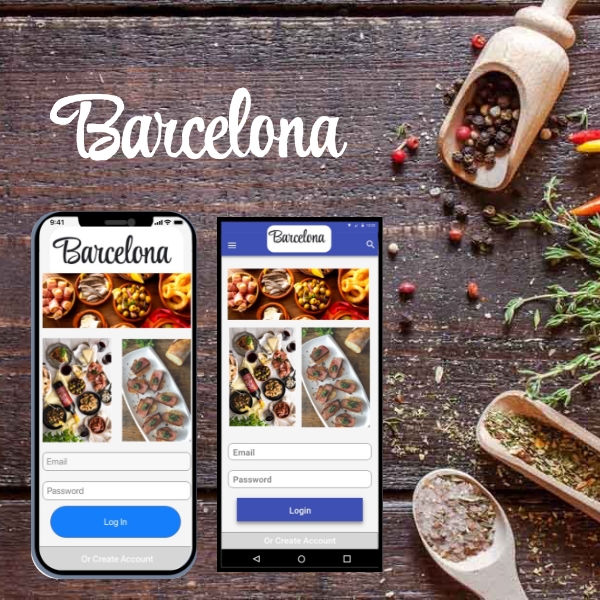 Barcelona
9:41
Barcelona
Email
Password
Log In
Or Create Account
Barcelona
Email
Password
Login
Or Create Account